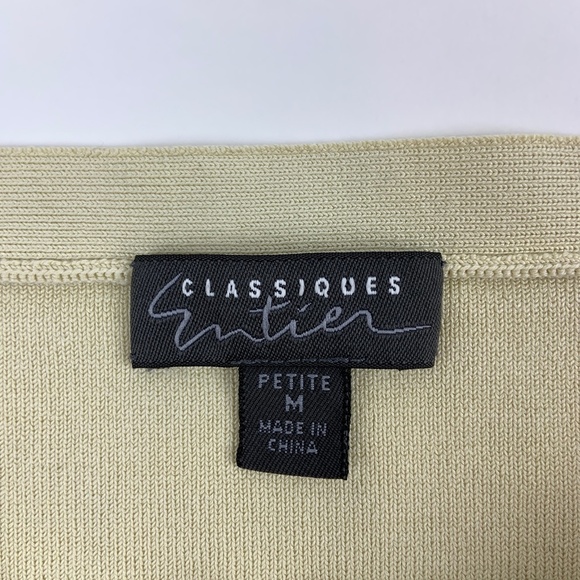 CLASSIQUES
Entier
PETITE
M
MADE IN
CHINA